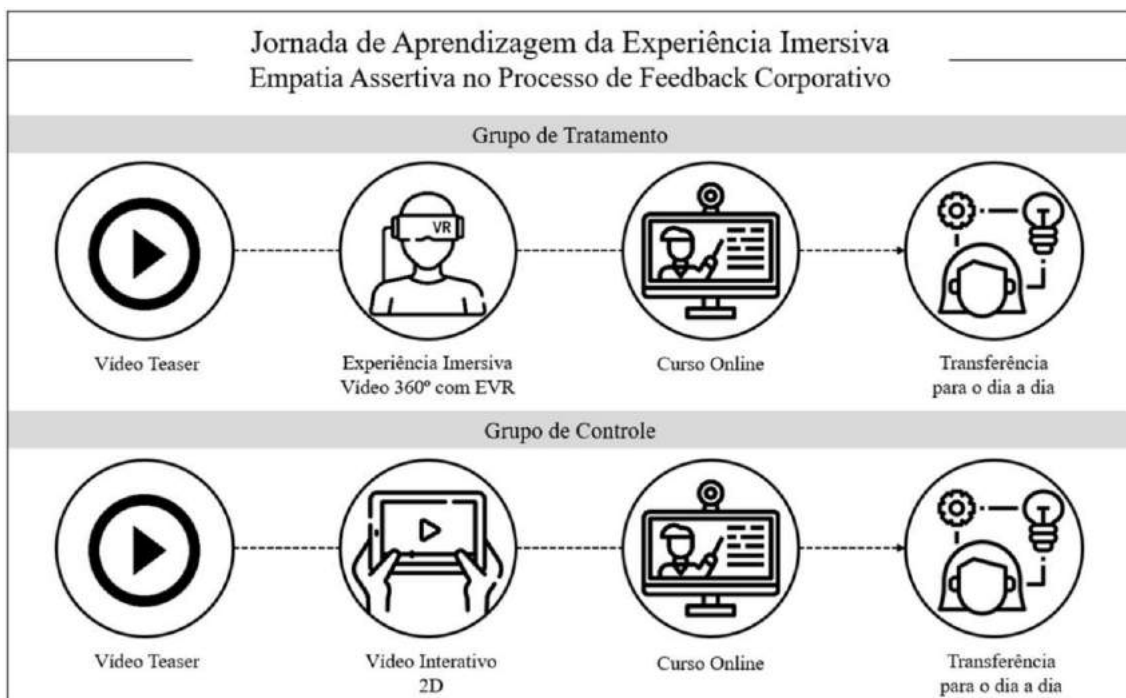 Jornada de Aprendizagem da Experiência Imersiva
Empatia Assertiva no Processo de Feedback Corporativo
Grupo de Tratamento
VR
Vídeo Teaser
Experiência Imersiva
Vídeo 360º com EVR
Curso Online
Transferência
para o dia a dia
Grupo de Controle
Vídeo Teaser
Vídeo Interativo
2D
Curso Online
Transferência
para o dia a dia